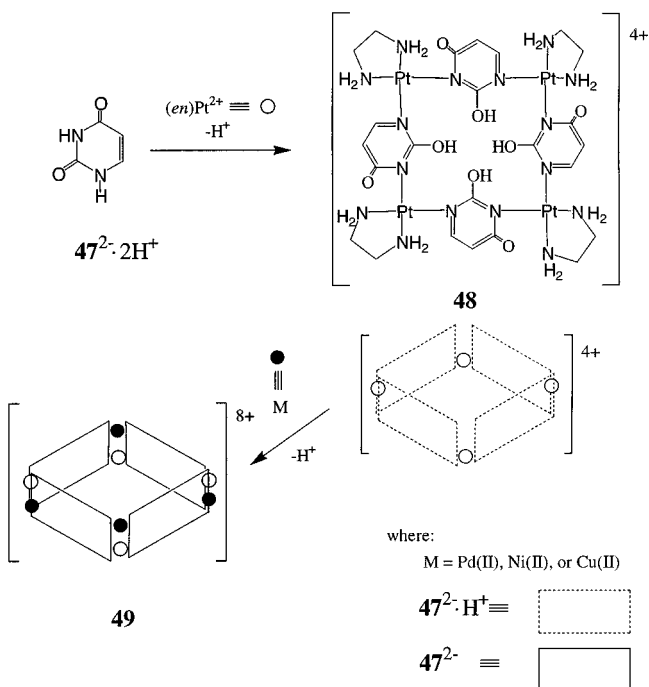 4+
NH2
H2N
Pt
O
N
N
OH
Pt
H2N
NH2
O
HN
O
N
H
(en)Pt2+ ≡ ○
-H+
N
OH
N
O
N
HO
N
O
OH
H2N
Pt
NH2
N
N
O
Pt
NH2
N
H2
472-· 2H+
48
4+
M
-H+
8+
49
where:
M = Pd(II), Ni(II), or Cu(II)
472-· H+≡
472- ≡